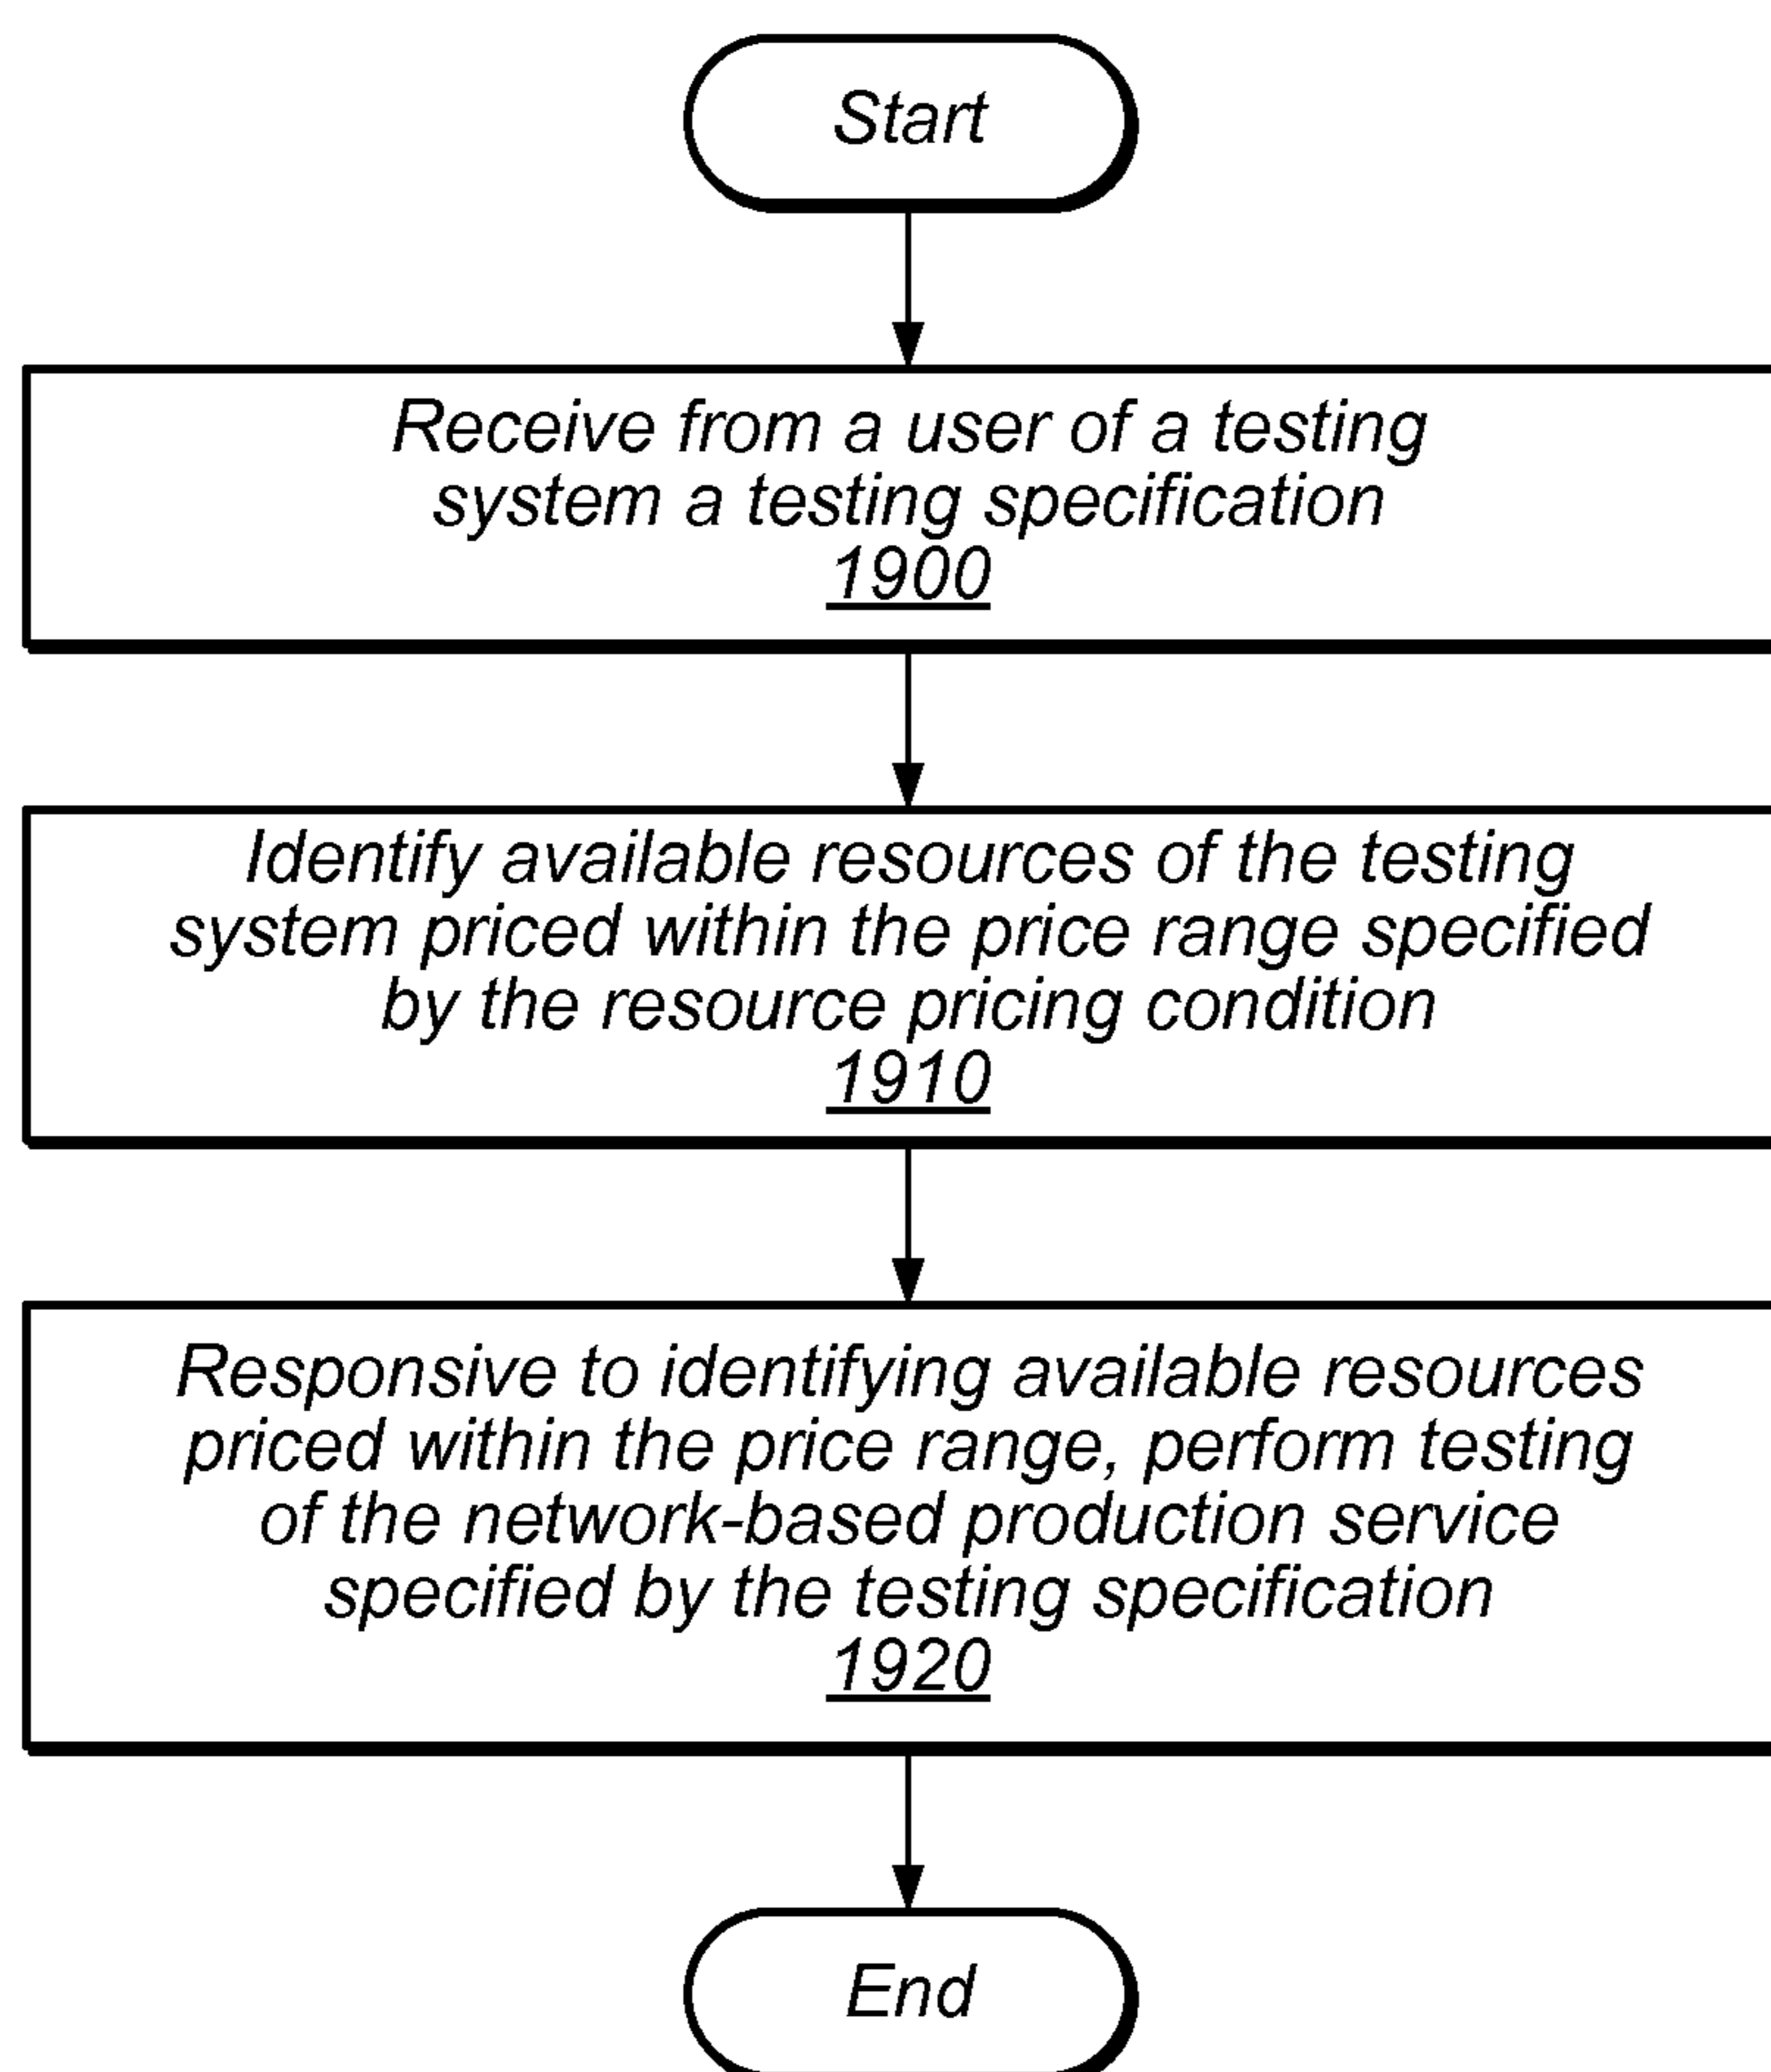 Start
Receive from a user of a testing
system a testing specification
1900
Identify available resources of the testing
system priced within the price range specified
by the resource pricing condition
1910
Responsive to identifying available resources
priced within the price range, perform testing
of the network-based production service
specified by the testing specification
1920
End